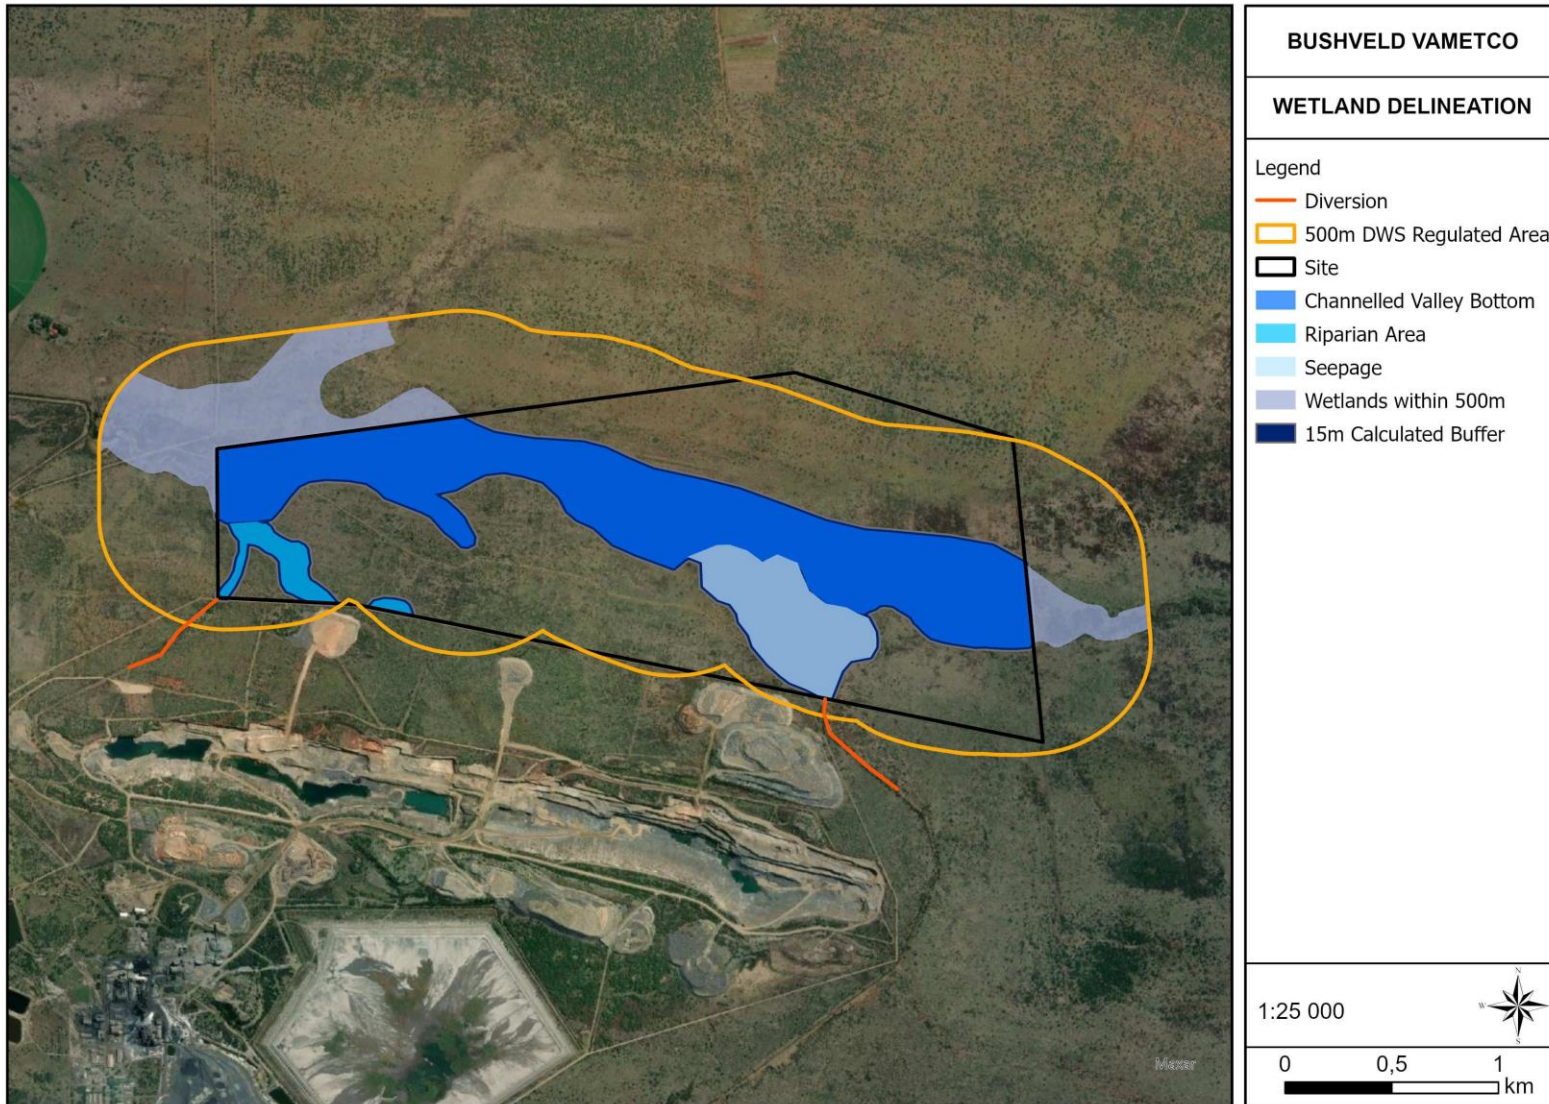 BUSHVELD VAMETCO
WETLAND DELINEATION
Legend
Diversion
500m DWS Regulated Area
Site
Channelled Valley Bottom
Riparian Area
Seepage
Wetlands within 500m
15m Calculated Buffer
1:25 000
N
W
S
0 0,5 1
km
Maxar